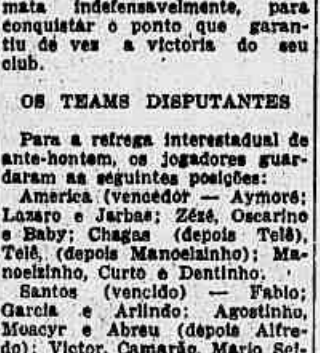 mata indefensavelmente, para
conquistar o ponto que garan-
tiu de vez a victoria do seu
club.
OS TEAMS DISPUTANTES
Para a refrega interestadual de
ante-hontem, os jogadores guar-
daram as seguintes posições:
America (vencedor — Aymoré;
Lazaro e Jarbas; Zézé, Oscarino
e Baby; Chagas (depois Telê),
Telê, (depois Manoelzinho); Ma-
noelzinho, Curto e Dentinho.
Santos (vencido) — Fabio;
Garcia e Arlindo; Agostinho,
Moacyr e Abreu (depois Alfre-
do); Victor, Camarão, Mario Sei-